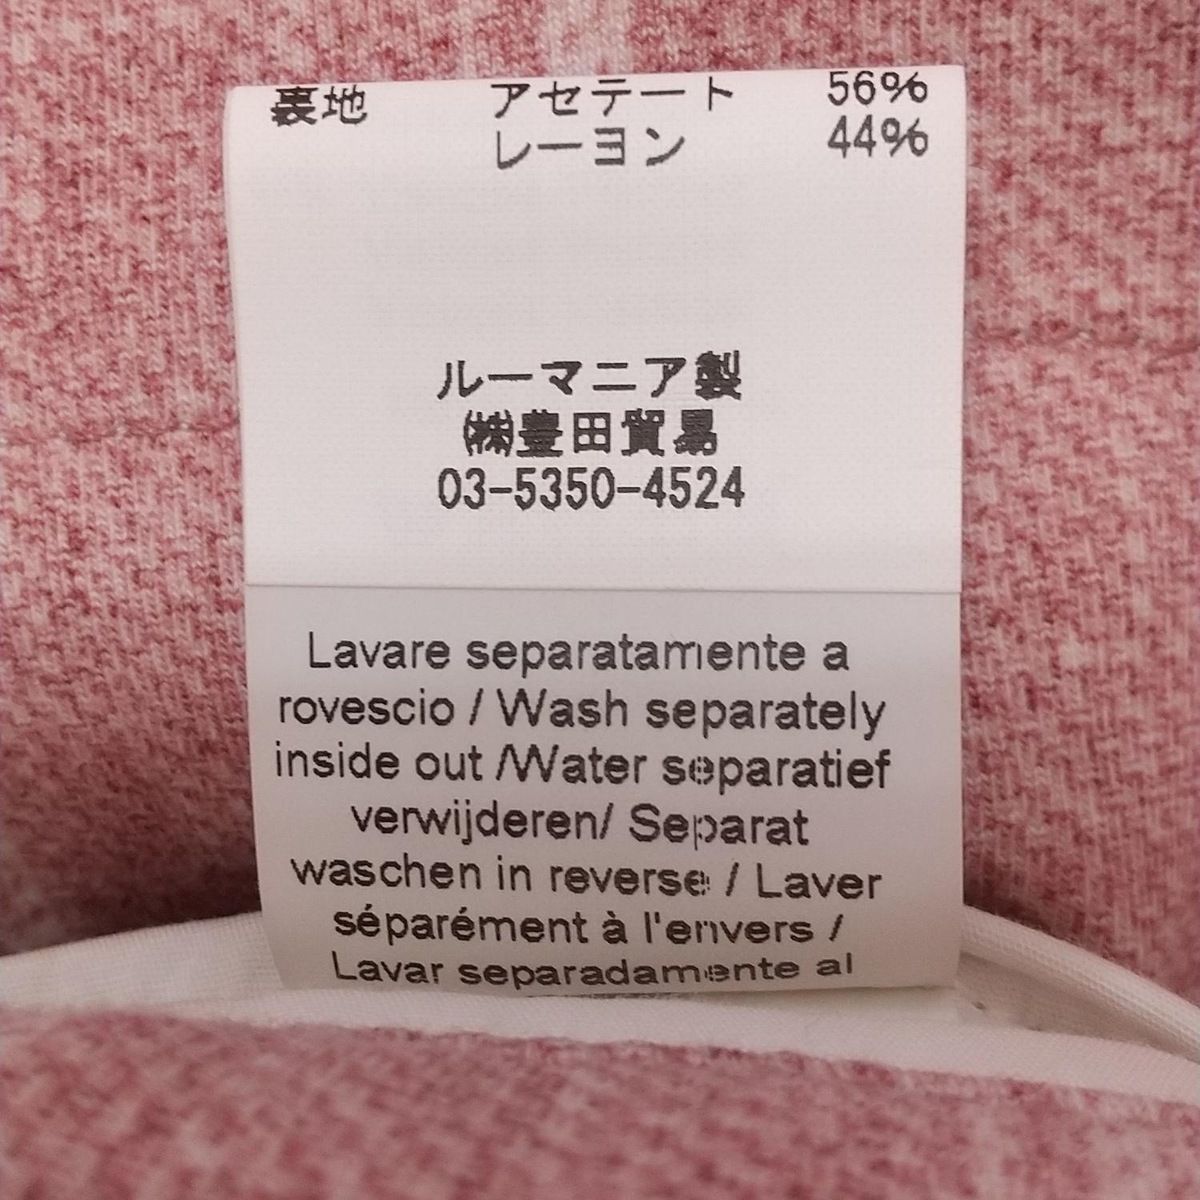 裏地 アセテート 56%
レーヨン 44%
ルーマニア製
㈱豊田貿易
03-5350-4524
Lavare separatamente a
rovescio / Wash separately
inside out /Water separatief
verwijderen/ Separat
waschen in reverse / Laver
séparément à l'envers /
Lavar separadamente al